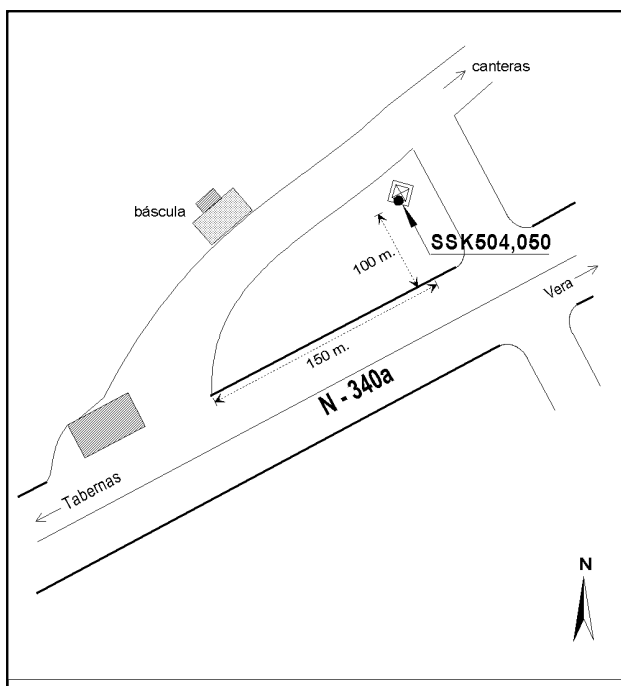 canteras
báscula
SSK504,050
100 m.
Vera
150 m.
N - 340a
Tabernas
N